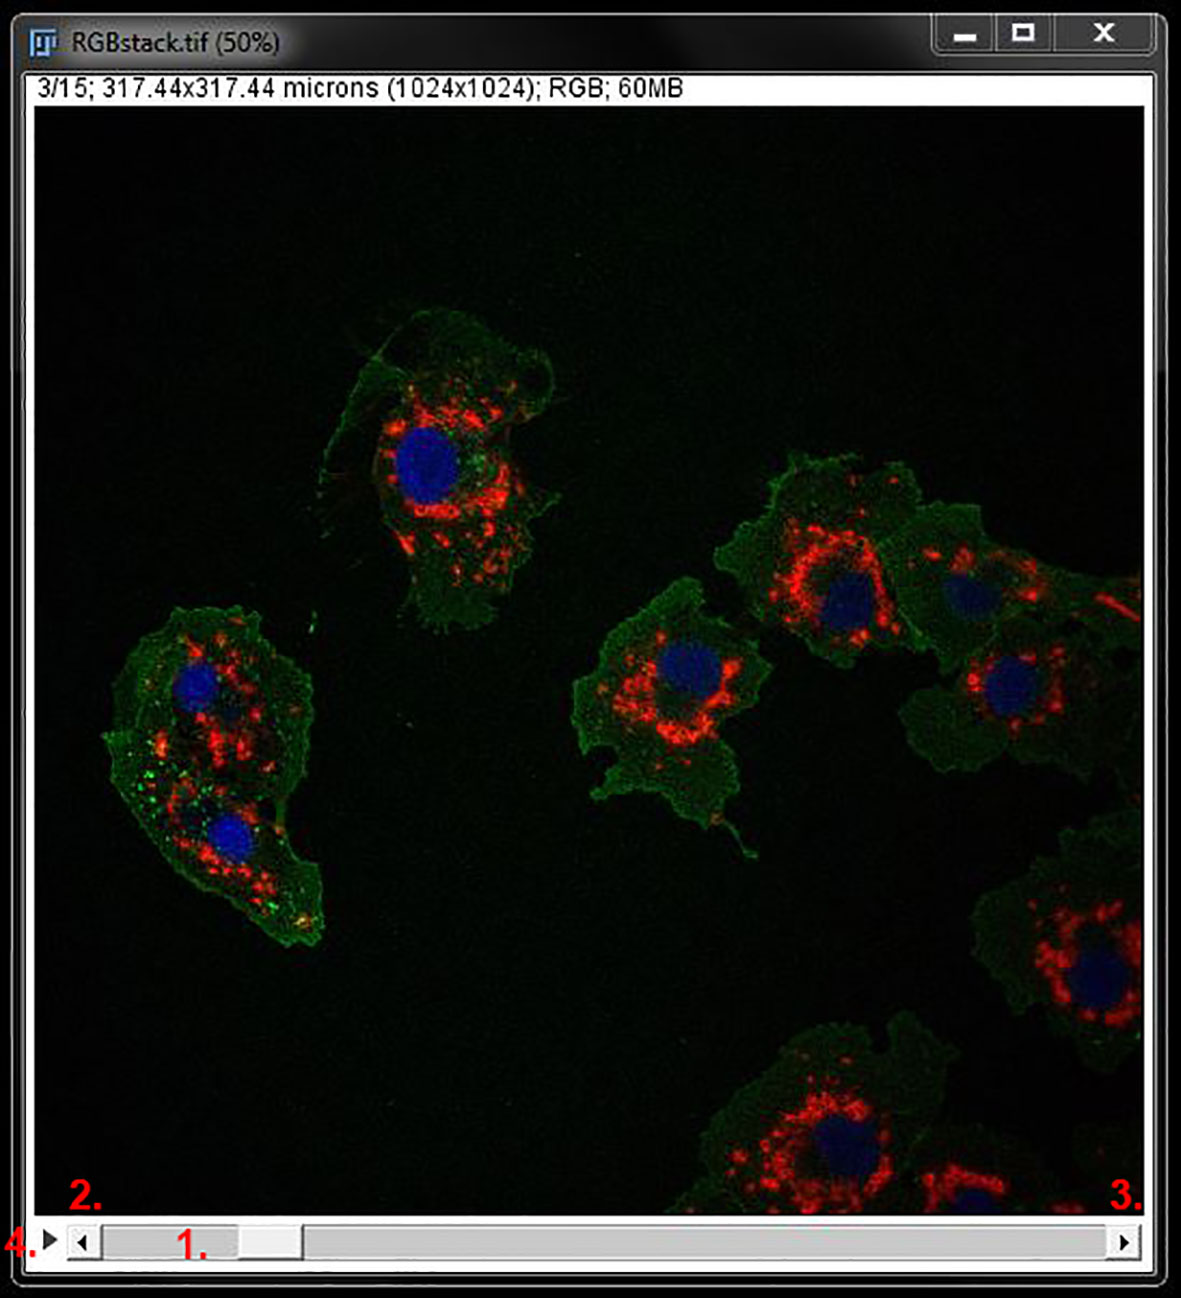 RGBstack.tif (50%)
3/15; 317.44x317.44 microns (1024x1024); RGB; 60MB
2.
3.
4.
1.